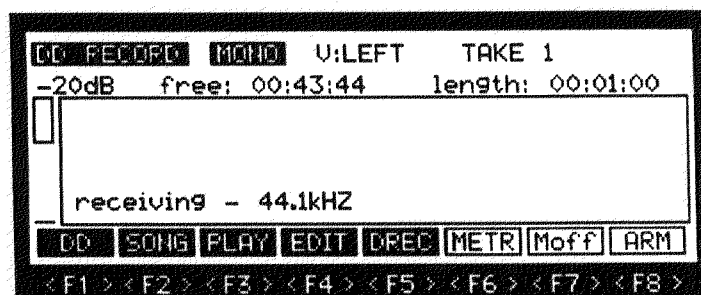 DD RECORD MONO V:LEFT TAKE 1
-20dB free: 00:43:44 length: 00:01:00
receiving - 44.1kHZ
DD SONG PLAY EDIT DREC METR Moff ARM
<F1> <F2> <F3> <F4> <F5> <F6> <F7> <F8>